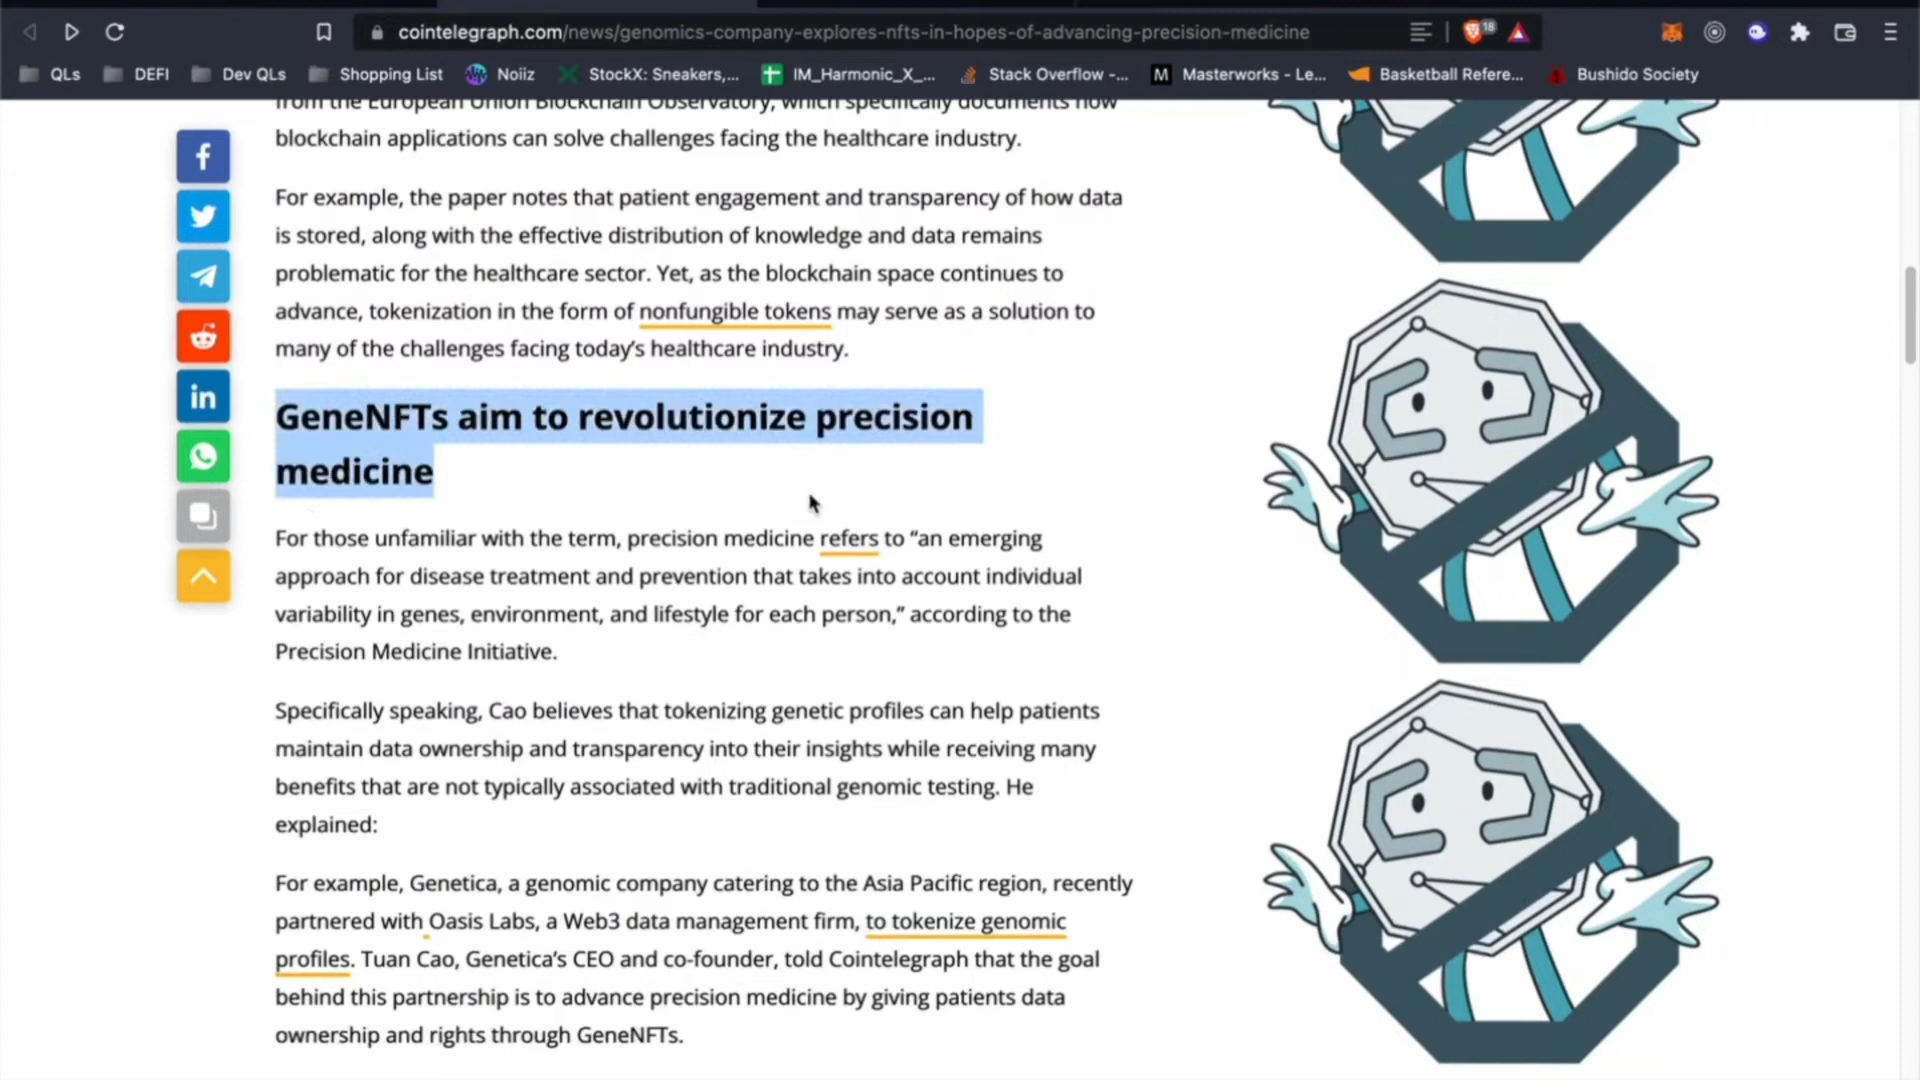 cointelegraph.com/news/genomics-company-explores-nfts-in-hopes-of-advancing-precision-medicine
18
QLs DEFI Dev QLs Shopping List Noiiz StockX: Sneakers,... IM_Harmonic_X_... Stack Overflow -... M Masterworks - Le... Basketball Refere... Bushido Society
from the European Union Blockchain Observatory, which specifically documents how
blockchain applications can solve challenges facing the healthcare industry.
For example, the paper notes that patient engagement and transparency of how data
is stored, along with the effective distribution of knowledge and data remains
problematic for the healthcare sector. Yet, as the blockchain space continues to
advance, tokenization in the form of nonfungible tokens may serve as a solution to
many of the challenges facing today’s healthcare industry.
GeneNFTs aim to revolutionize precision
medicine
For those unfamiliar with the term, precision medicine refers to “an emerging
approach for disease treatment and prevention that takes into account individual
variability in genes, environment, and lifestyle for each person,” according to the
Precision Medicine Initiative.
Specifically speaking, Cao believes that tokenizing genetic profiles can help patients
maintain data ownership and transparency into their insights while receiving many
benefits that are not typically associated with traditional genomic testing. He
explained:
For example, Genetica, a genomic company catering to the Asia Pacific region, recently
partnered with Oasis Labs, a Web3 data management firm, to tokenize genomic
profiles. Tuan Cao, Genetica’s CEO and co-founder, told Cointelegraph that the goal
behind this partnership is to advance precision medicine by giving patients data
ownership and rights through GeneNFTs.